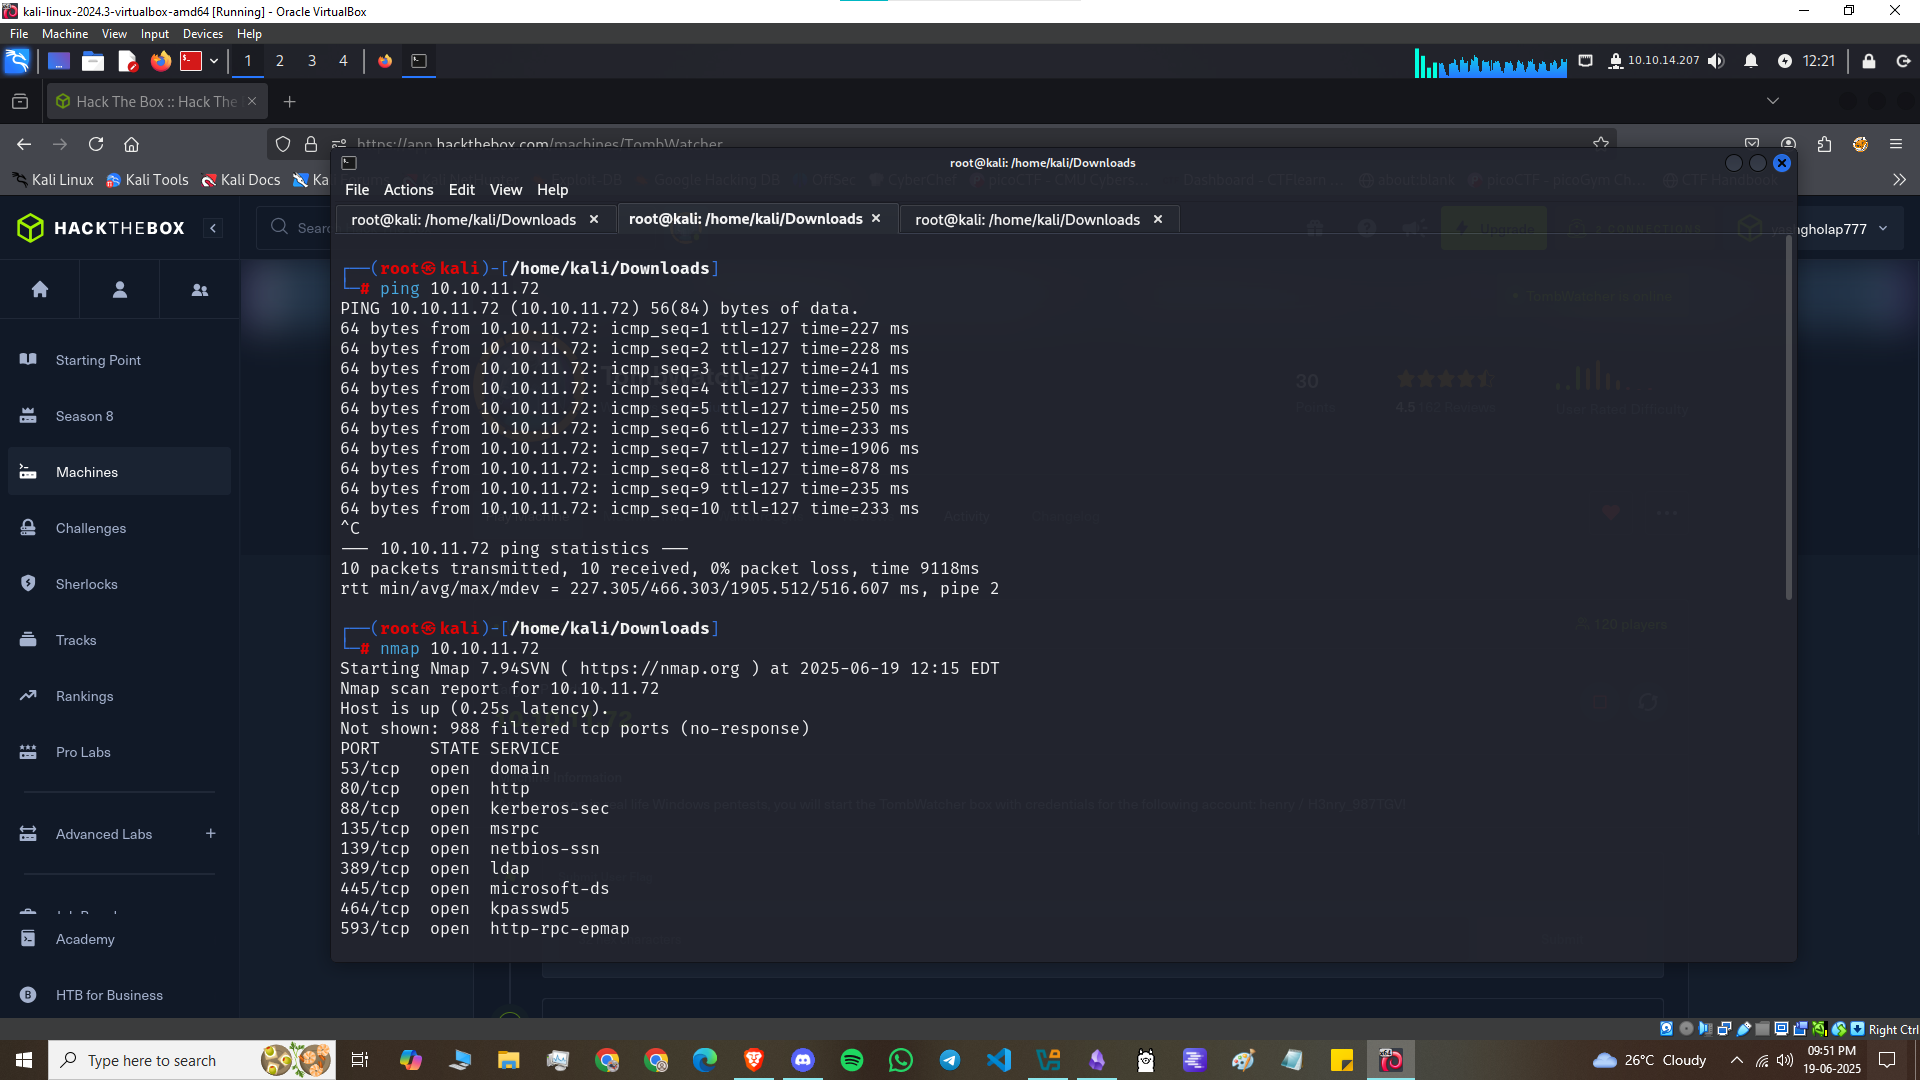 kali-linux-2024.3-virtualbox-amd64 [Running] - Oracle VirtualBox
File Machine View Input Devices Help
1 2 3 4
10.10.14.207
12:21
Hack The Box :: Hack The
https://app.hackthebox.com/machines/TombWatcher
root@kali: /home/kali/Downloads
Kali Linux Kali Tools Kali Docs Ka
File Actions Edit View Help
root@kali: /home/kali/Downloads root@kali: /home/kali/Downloads root@kali: /home/kali/Downloads
HACKTHEBOX
Sear
Upgrade
gholap777
┌──(root㉿kali)-[/home/kali/Downloads]
└─# ping 10.10.11.72
PING 10.10.11.72 (10.10.11.72) 56(84) bytes of data.
64 bytes from 10.10.11.72: icmp_seq=1 ttl=127 time=227 ms
64 bytes from 10.10.11.72: icmp_seq=2 ttl=127 time=228 ms
64 bytes from 10.10.11.72: icmp_seq=3 ttl=127 time=241 ms
64 bytes from 10.10.11.72: icmp_seq=4 ttl=127 time=233 ms
64 bytes from 10.10.11.72: icmp_seq=5 ttl=127 time=250 ms
64 bytes from 10.10.11.72: icmp_seq=6 ttl=127 time=233 ms
64 bytes from 10.10.11.72: icmp_seq=7 ttl=127 time=1906 ms
64 bytes from 10.10.11.72: icmp_seq=8 ttl=127 time=878 ms
64 bytes from 10.10.11.72: icmp_seq=9 ttl=127 time=235 ms
64 bytes from 10.10.11.72: icmp_seq=10 ttl=127 time=233 ms
^C
--- 10.10.11.72 ping statistics ---
10 packets transmitted, 10 received, 0% packet loss, time 9118ms
rtt min/avg/max/mdev = 227.305/466.303/1905.512/516.607 ms, pipe 2
┌──(root㉿kali)-[/home/kali/Downloads]
└─# nmap 10.10.11.72
Starting Nmap 7.94SVN ( https://nmap.org ) at 2025-06-19 12:15 EDT
Nmap scan report for 10.10.11.72
Host is up (0.25s latency).
Not shown: 988 filtered tcp ports (no-response)
PORT STATE SERVICE
53/tcp open domain
80/tcp open http
88/tcp open kerberos-sec
135/tcp open msrpc
139/tcp open netbios-ssn
389/tcp open ldap
445/tcp open microsoft-ds
464/tcp open kpasswd5
593/tcp open http-rpc-epmap
Starting Point
Season 8
Machines
Challenges
Sherlocks
Tracks
Rankings
Pro Labs
Advanced Labs +
Academy
HTB for Business
TombWatcher is online
30
4.5
120 players
Right Ctrl
Type here to search
26°C Cloudy
09:51 PM
19-06-2025